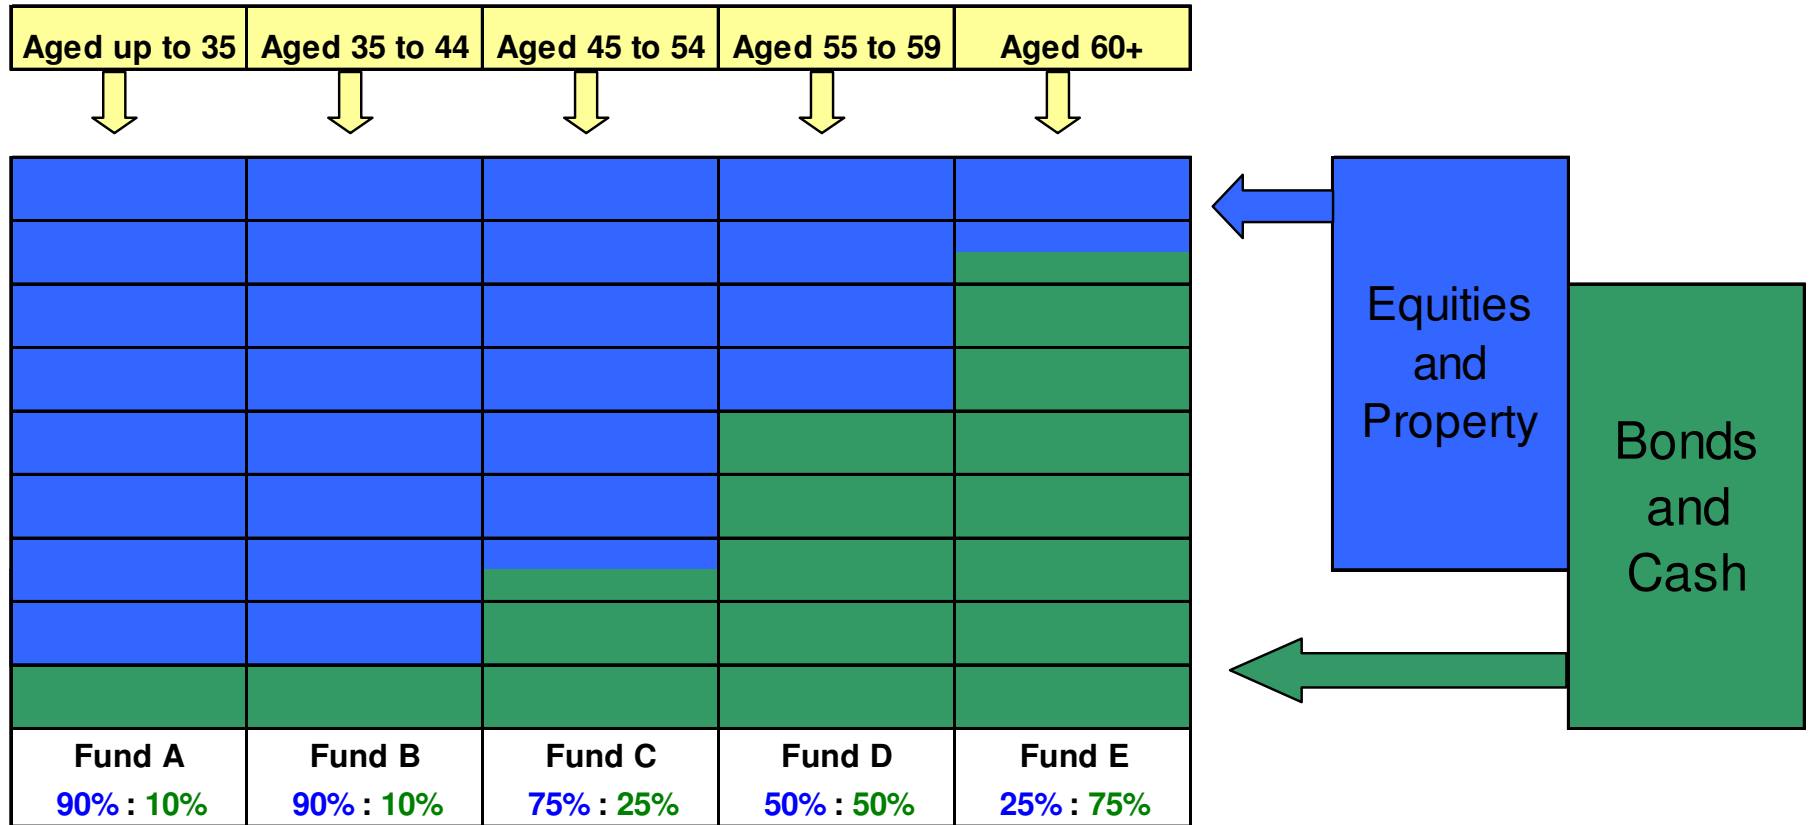 Aged up to 35 Aged 35 to 44 Aged 45 to 54 Aged 55 to 59 Aged 60+
Equities
and
Property
Bonds
and
Cash
Fund A Fund B Fund C Fund D Fund E
90% : 10% 90% : 10% 75% : 25% 50% : 50% 25% : 75%